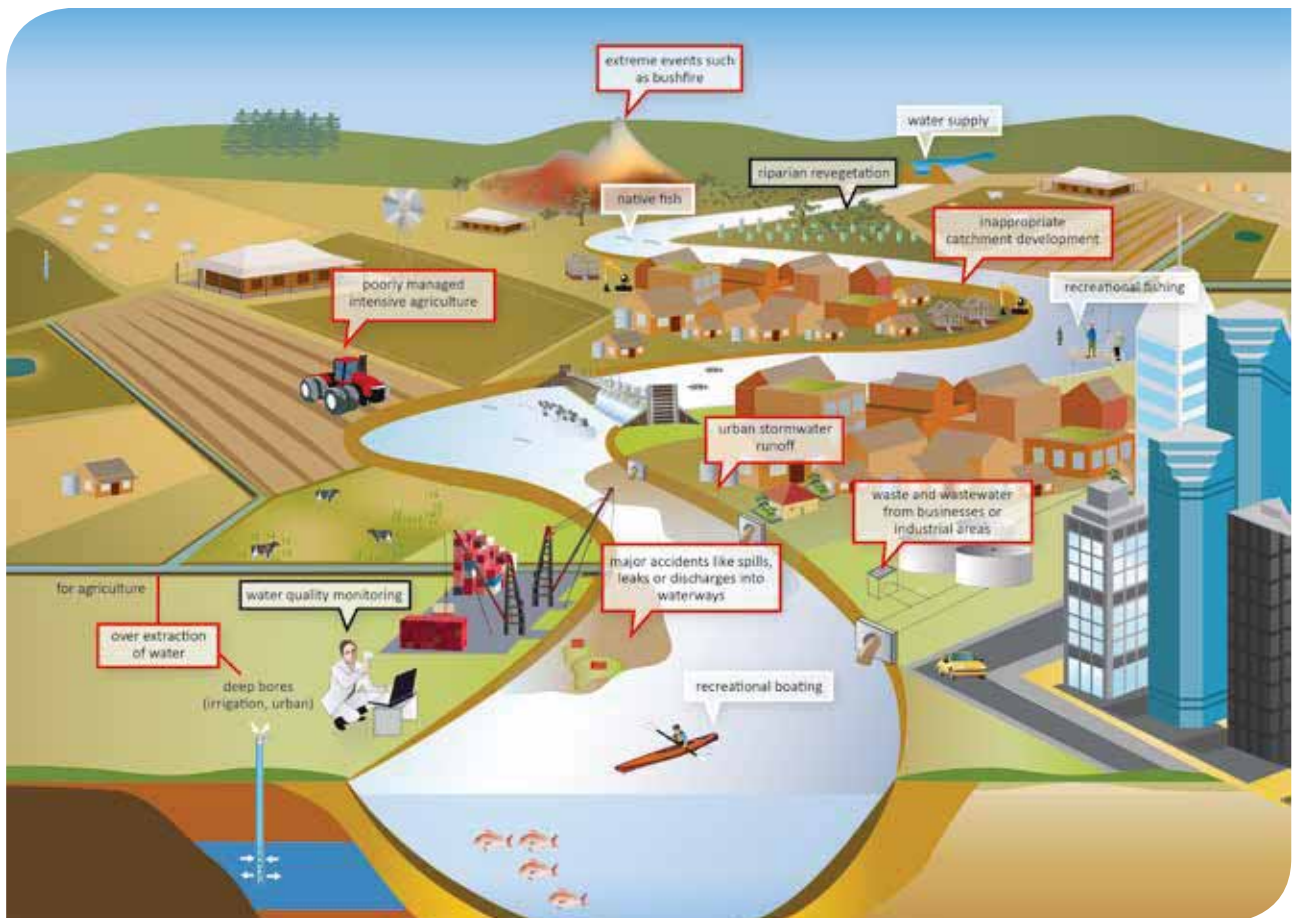 extreme events such
as bushfire
water supply
riparian revegetation
native fish
inappropriate
catchment development
poorly managed
intensive agriculture
recreational fishing
urban stormwater
runoff
waste and wastewater
from businesses or
industrial areas
major accidents like spills,
leaks or discharges into
waterways
for agriculture
water quality monitoring
over extraction
of water
deep bores
(irrigation, urban)
recreational boating